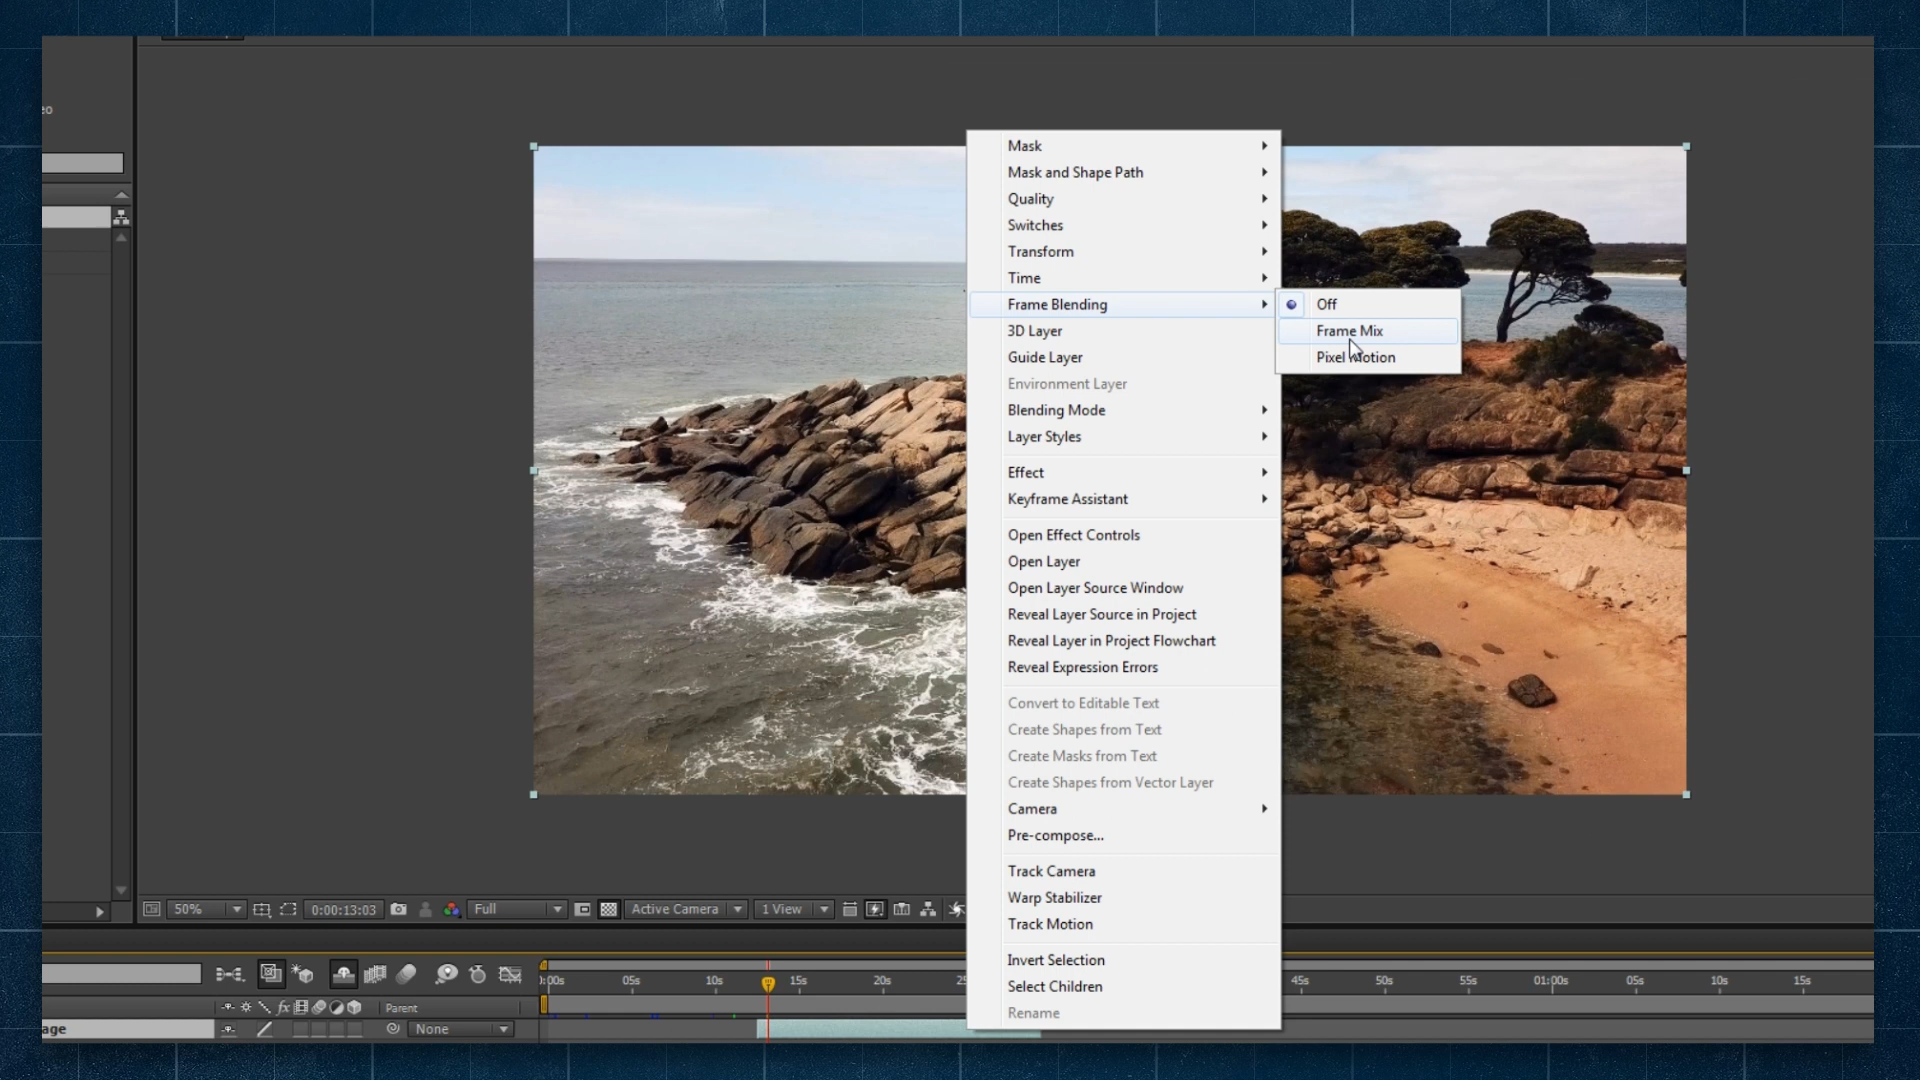 eo
Mask
Mask and Shape Path
Quality
Switches
Transform
Time
Frame Blending
3D Layer
Guide Layer
Environment Layer
Blending Mode
Layer Styles
Effect
Keyframe Assistant
Open Effect Controls
Open Layer
Open Layer Source Window
Reveal Layer Source in Project
Reveal Layer in Project Flowchart
Reveal Expression Errors
Convert to Editable Text
Create Shapes from Text
Create Masks from Text
Create Shapes from Vector Layer
Camera
Pre-compose...
Track Camera
Warp Stabilizer
Track Motion
Invert Selection
Select Children
Rename
Off
Frame Mix
Pixel Motion
50% 0:00:13:03 Full Active Camera 1 View
):00s 05s 10s 15s 20s 25 45s 50s 55s 01:00s 05s 10s 15s
fx Parent
age None